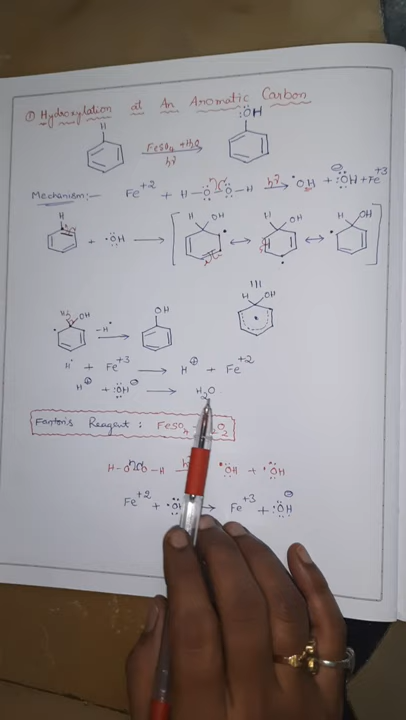 ① Hydroxylation at An Aromatic Carbon
H :ÖH
FeSO4 + H2O2
hν
Mechanism:- Fe+2 + H-O-O-H hν → •OH + :OH⊖ + Fe+3
H + •OH → [ H OH ↔ H OH ↔ H OH ]
H OH
H OH -H• → OH
H• + Fe+3 → H⊕ + Fe+2
H⊕ + :OH⊖ → H2O
Fenton's Reagent :
H-O-O-H → •OH + •OH
Fe+2 + •OH → Fe+3 + :OH⊖